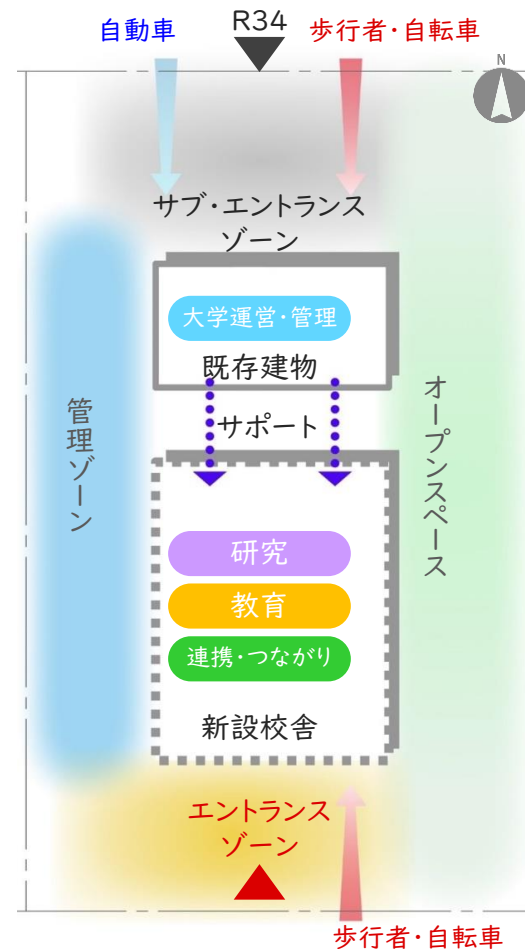 自動車
R34
歩行者・自転車
N
サブ・エントランス
ゾーン
大学運営・管理
既存建物
サポート
管理ゾーン
オープンスペース
研究
教育
連携・つながり
新設校舎
エントランス
ゾーン
歩行者・自転車